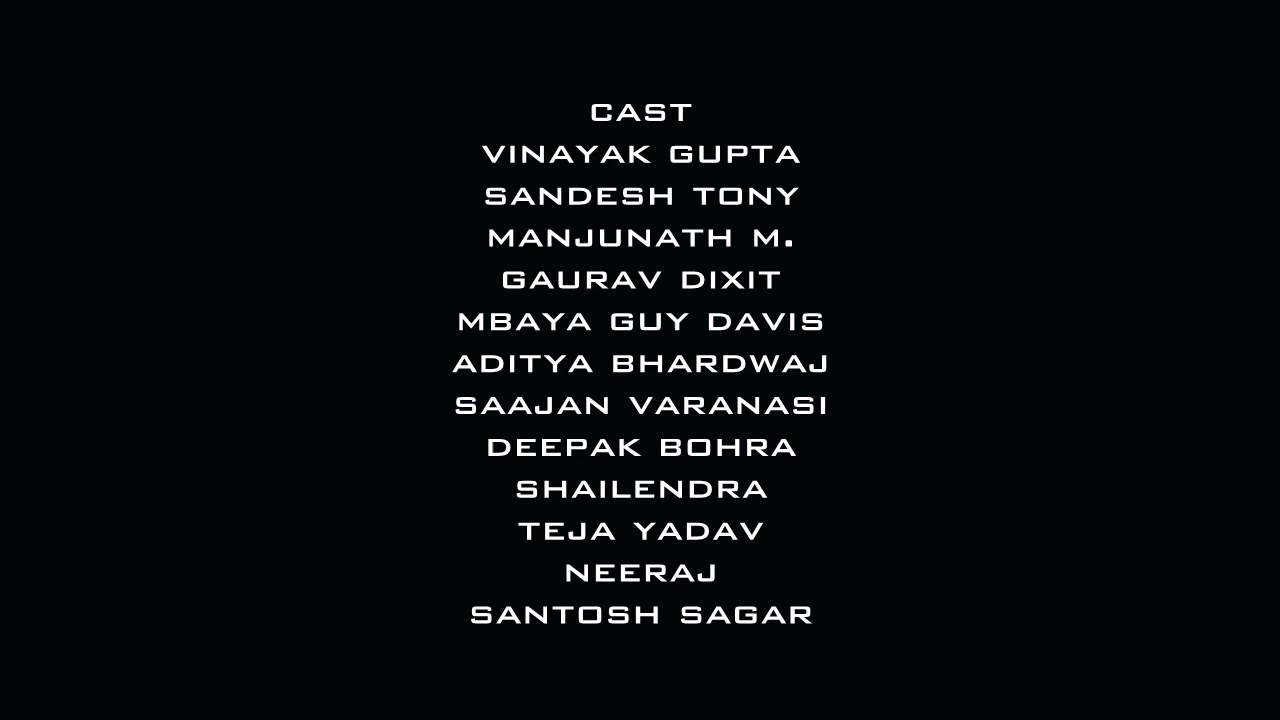 CAST
VINAYAK GUPTA
SANDESH TONY
MANJUNATH M.
GAURAV DIXIT
MBAYA GUY DAVIS
ADITYA BHARDWAJ
SAAJAN VARANASI
DEEPAK BOHRA
SHAILENDRA
TEJA YADAV
NEERAJ
SANTOSH SAGAR